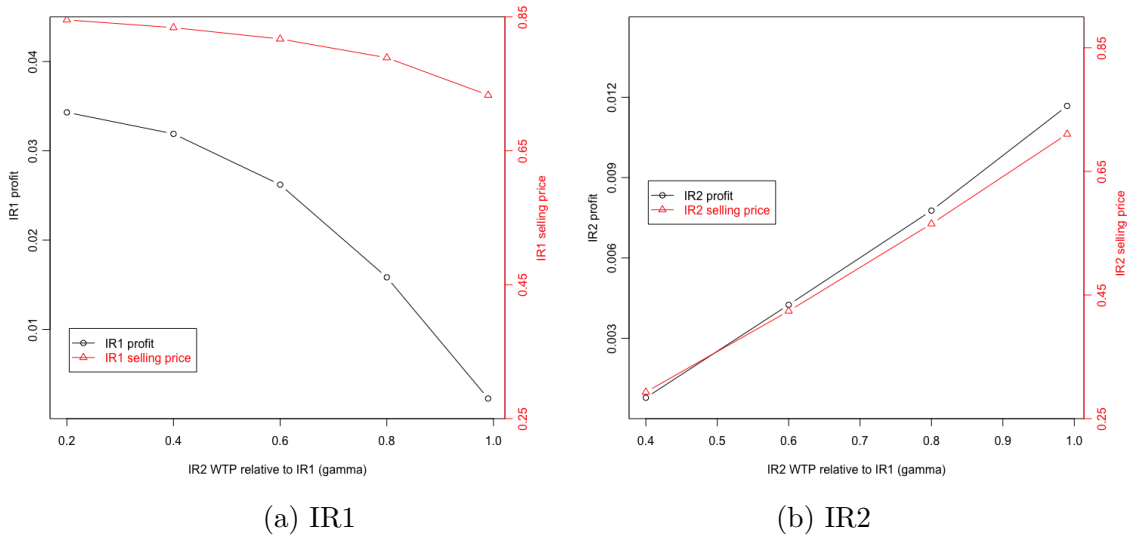 0.04
0.03
0.02
0.01
IR1 profit
0.85
0.65
0.45
0.25
IR1 selling price
IR1 profit
IR1 selling price
0.2 0.4 0.6 0.8 1.0
IR2 WTP relative to IR1 (gamma)
(a) IR1
0.012
0.009
0.006
0.003
IR2 profit
0.85
0.65
0.45
0.25
IR2 selling price
IR2 profit
IR2 selling price
0.4 0.5 0.6 0.7 0.8 0.9 1.0
IR2 WTP relative to IR1 (gamma)
(b) IR2